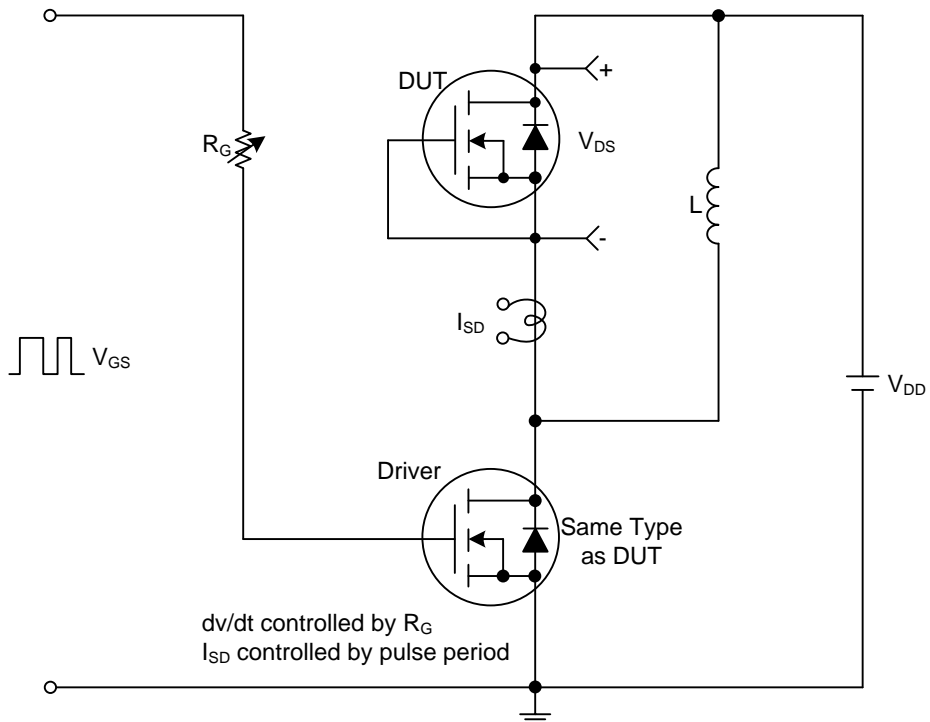 DUT
+
R_G
V_DS
L
-
I_SD
V_GS
V_DD
Driver
Same Type
as DUT
dv/dt controlled by R_G
I_SD controlled by pulse period